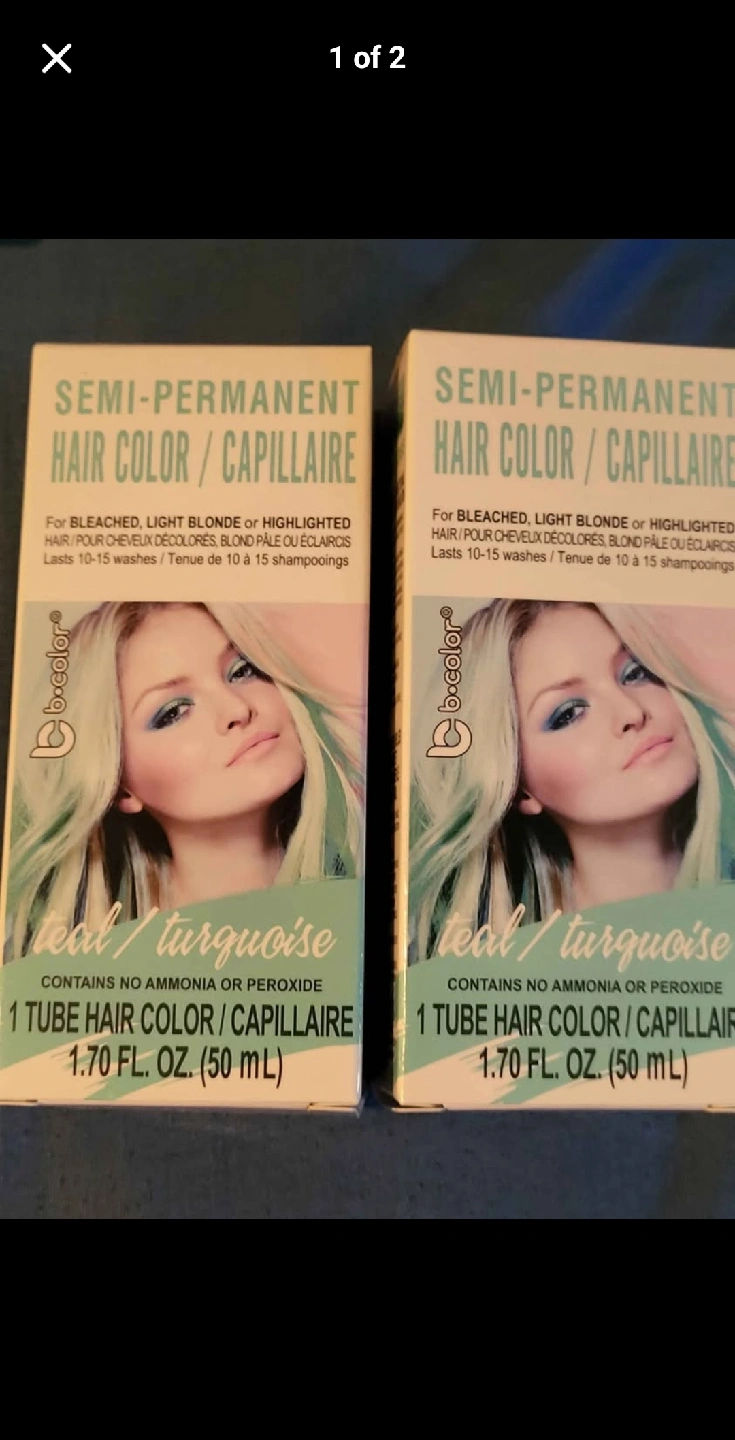 1 of 2
SEMI-PERMANENT
HAIR COLOR / CAPILLAIRE
For BLEACHED, LIGHT BLONDE or HIGHLIGHTED
HAIR / POUR CHEVEUX DÉCOLORÉS, BLOND PÂLE OU ÉCLAIRCIS
Lasts 10-15 washes / Tenue de 10 à 15 shampooings
b•color®
teal / turquoise
CONTAINS NO AMMONIA OR PEROXIDE
1 TUBE HAIR COLOR / CAPILLAIRE
1.70 FL. OZ. (50 mL)
SEMI-PERMANENT
HAIR COLOR / CAPILLAIRE
For BLEACHED, LIGHT BLONDE or HIGHLIGHTED
HAIR / POUR CHEVEUX DÉCOLORÉS, BLOND PÂLE OU ÉCLAIRCIS
Lasts 10-15 washes / Tenue de 10 à 15 shampooings
b•color®
teal / turquoise
CONTAINS NO AMMONIA OR PEROXIDE
1 TUBE HAIR COLOR / CAPILLAIR
1.70 FL. OZ. (50 mL)